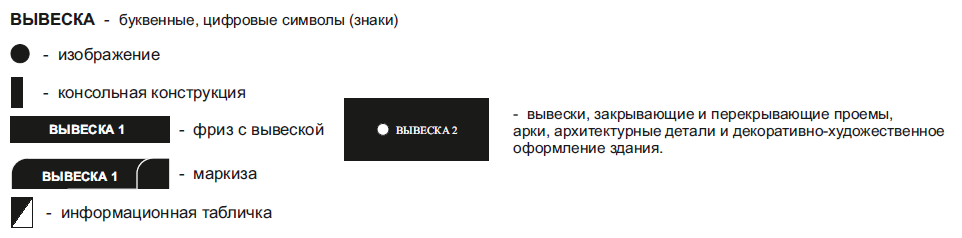 ВЫВЕСКА - буквенные, цифровые символы (знаки)
- изображение
- консольная конструкция
ВЫВЕСКА 1 - фриз с вывеской
ВЫВЕСКА 1 - маркиза
- информационная табличка
ВЫВЕСКА 2
- вывески, закрывающие и перекрывающие проемы,
арки, архитектурные детали и декоративно-художественное
оформление здания.